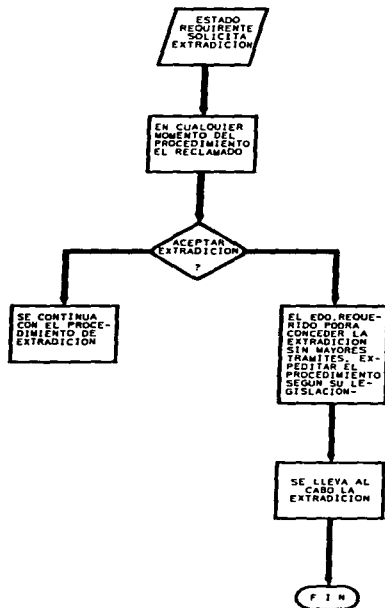 ESTADO
REQUIRENTE
SOLICITA
EXTRADICION
EN CUALQUIER
MOMENTO DEL
PROCEDIMIENTO
EL RECLAMADO
ACEPTAR
EXTRADICION
?
SE CONTINUA
CON EL PROCE-
DIMIENTO DE
EXTRADICION
EL EDO.REQUE-
RIDO PODRA
CONCEDER LA
EXTRADICION
SIN MAYORES
TRAMITES. EX-
PEDITAR EL
PROCEDIMIENTO
SEGUN SU LE-
GISLACION-
SE LLEVA AL
CABO LA
EXTRADICION
F I N